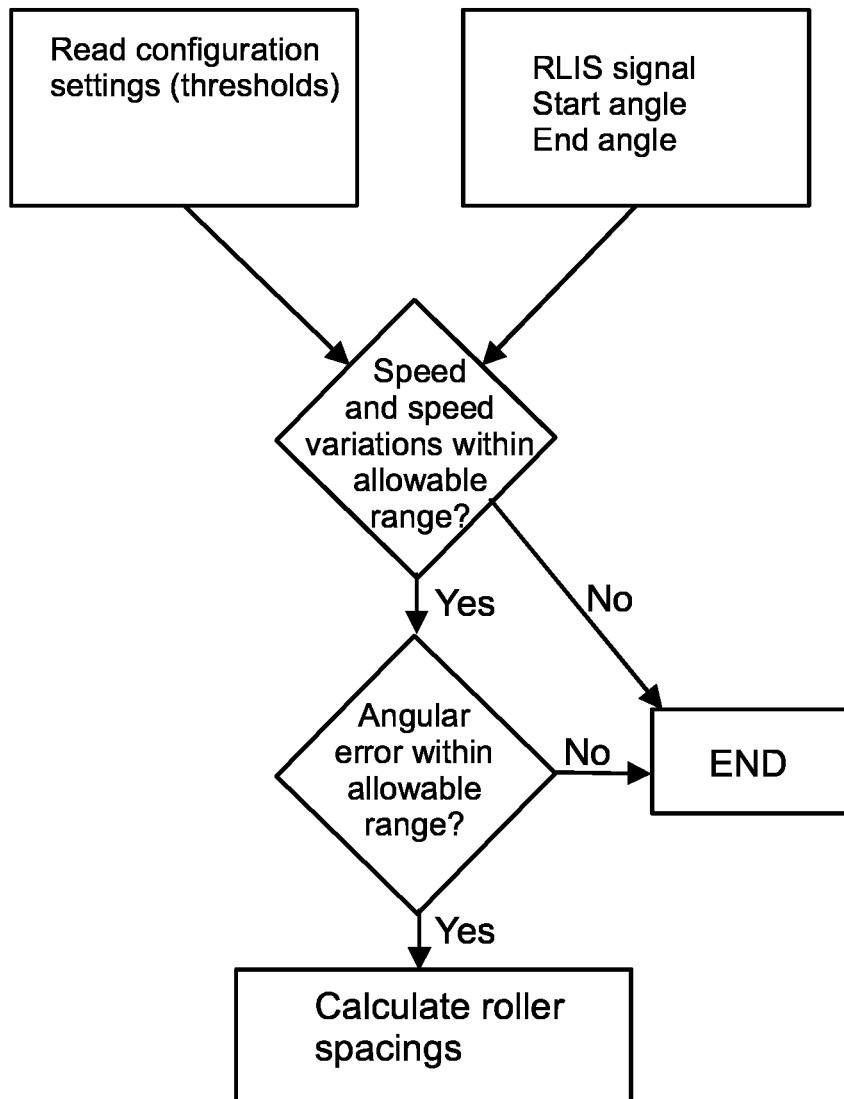 Read configuration
settings (thresholds)
RLIS signal
Start angle
End angle
Speed
and speed
variations within
allowable
range?
Yes
No
Angular
error within
allowable
range?
No
END
Yes
Calculate roller
spacings